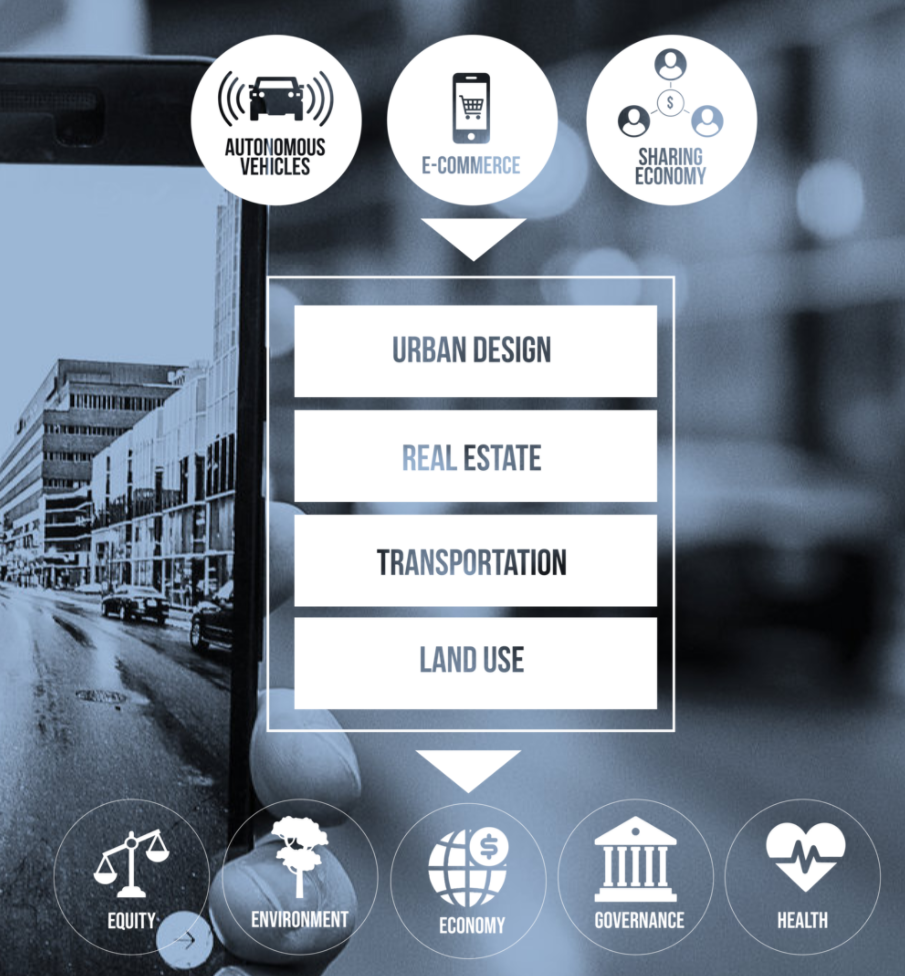 AUTONOMOUS
VEHICLES
E-COMMERCE
$
SHARING
ECONOMY
URBAN DESIGN
REAL ESTATE
TRANSPORTATION
LAND USE
EQUITY
ENVIRONMENT
$
ECONOMY
GOVERNANCE
HEALTH